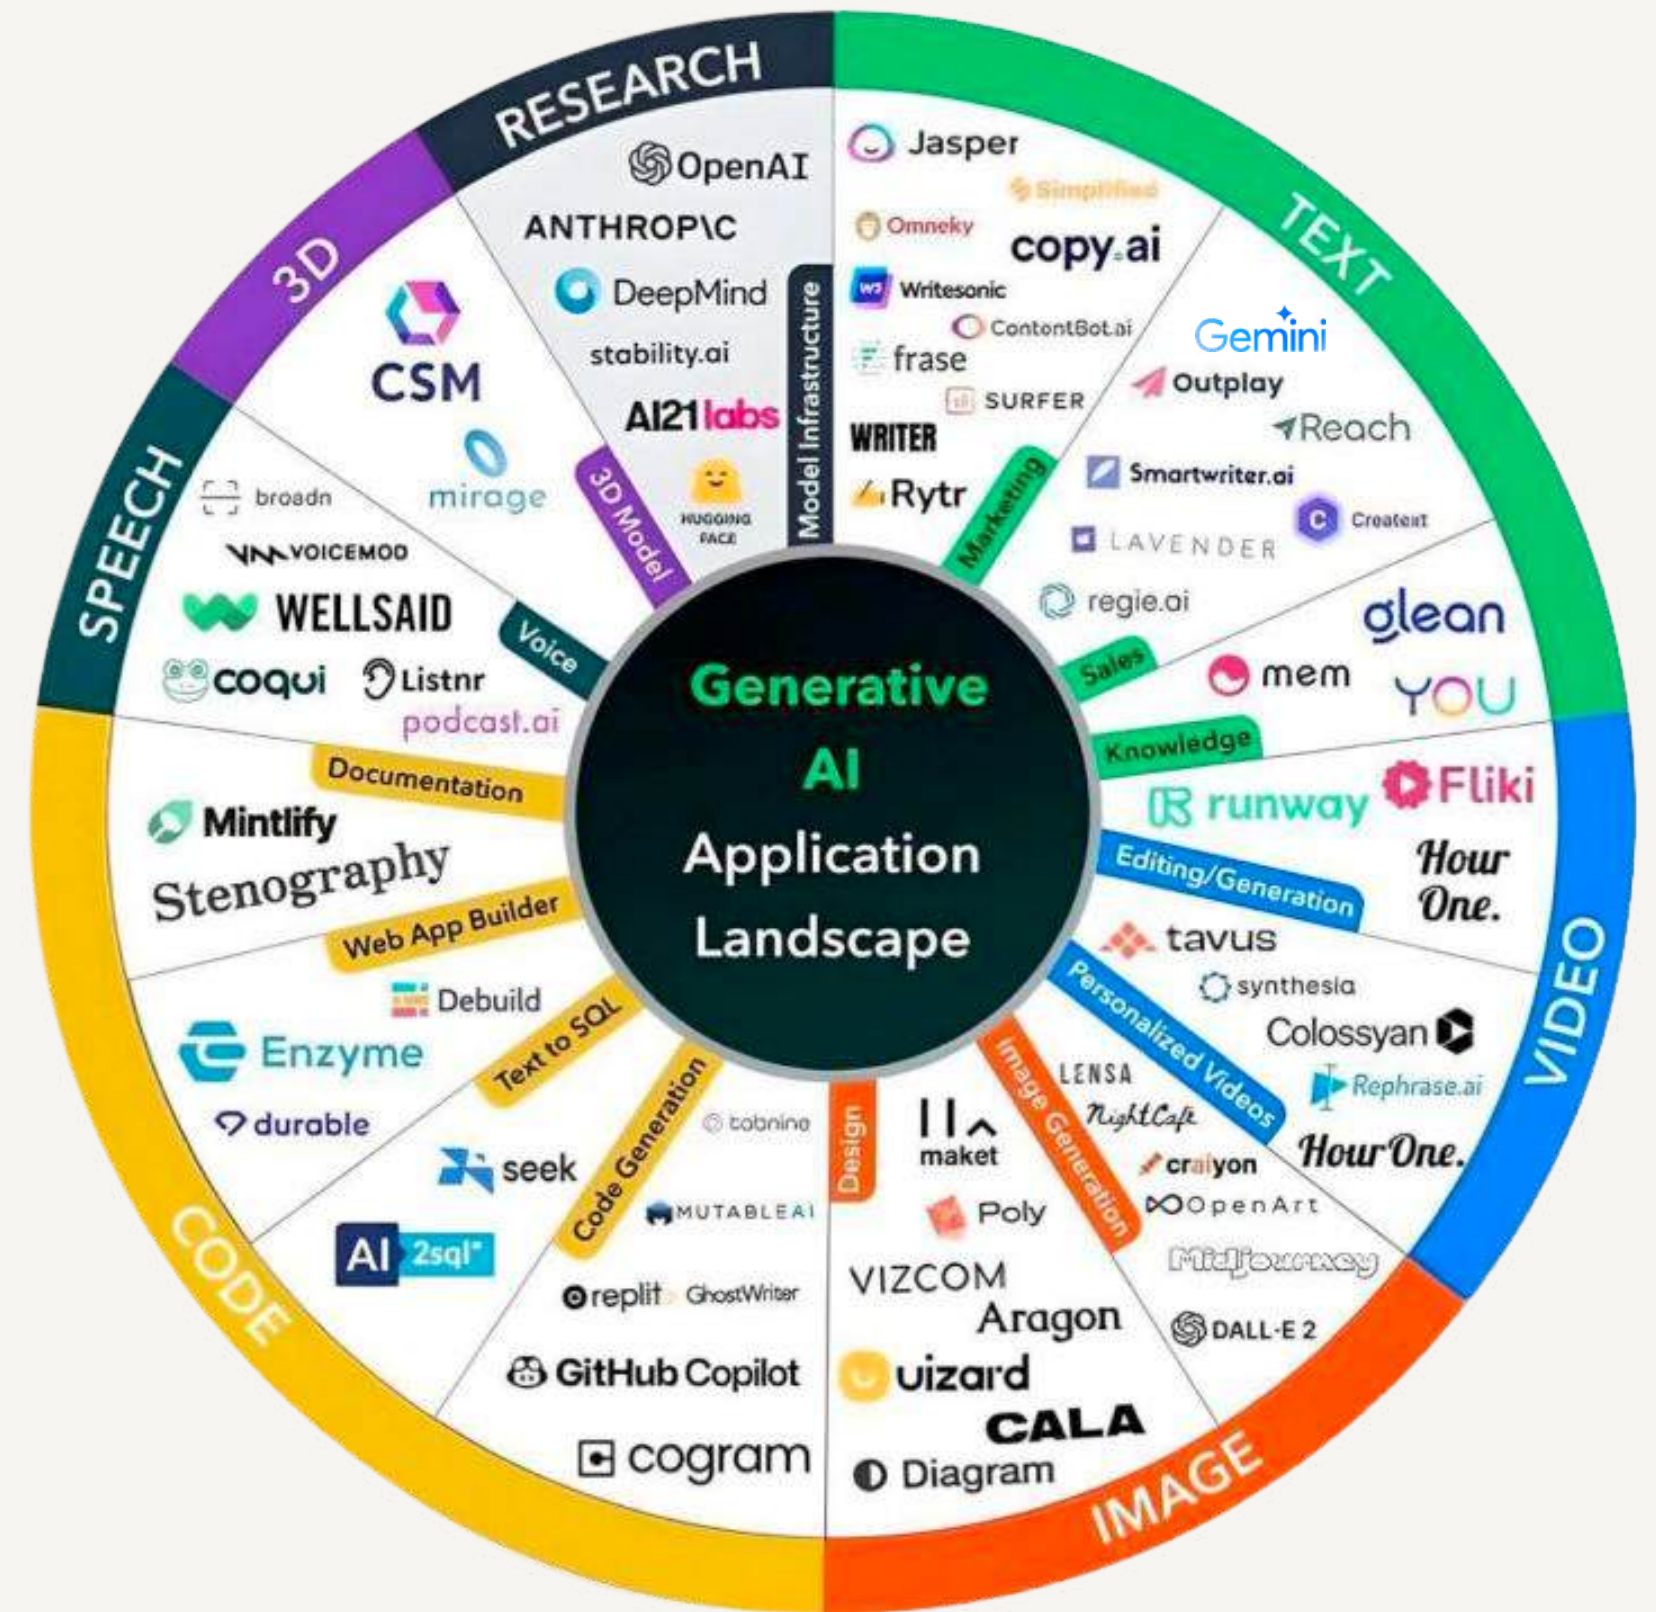 Generative
AI
Application
Landscape
RESEARCH
OpenAI
ANTHROP\C
DeepMind
stability.ai
AI21labs
HUGGING
FACE
Model Infrastructure
TEXT
Jasper
Simplified
Omneky
copy.ai
Writesonic
ContentBot.ai
frase
SURFER
WRITER
Rytr
Marketing
Gemini
Outplay
Reach
Smartwriter.ai
Creatext
LAVENDER
regie.ai
Sales
glean
mem
YOU
Knowledge
VIDEO
runway
Fliki
Hour
One.
Editing/Generation
tavus
synthesia
Colossyan
Rephrase.ai
Hour One.
Personalized Videos
IMAGE
LENSA
NightCafe
craiyon
OpenArt
Midjourney
DALL·E 2
Image Generation
maket
Poly
VIZCOM
Aragon
uizard
CALA
Diagram
Design
CODE
tabnine
MUTABLEAI
replit GhostWriter
GitHub Copilot
cogram
Code Generation
seek
AI 2sql
Text to SQL
Debuild
Enzyme
durable
Web App Builder
Mintlify
Stenography
Documentation
SPEECH
broadn
VOICEMOD
WELLSAID
coqui
Listnr
podcast.ai
Voice
3D
CSM
mirage
3D Model